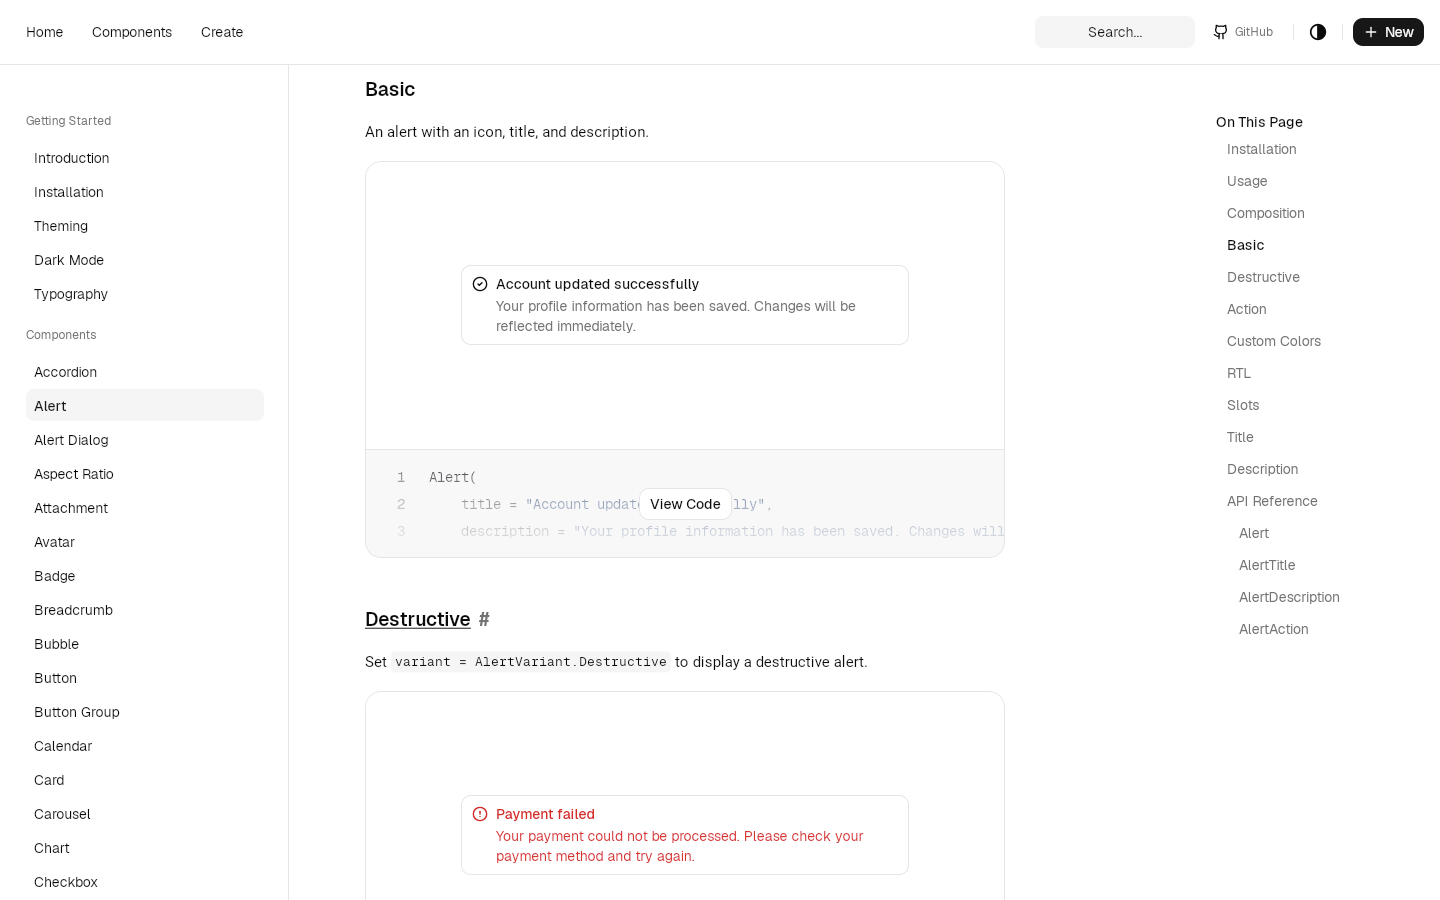 Home
Components
Create
Search...
GitHub
New
Getting Started
Introduction
Installation
Theming
Dark Mode
Typography
Components
Accordion
Alert
Alert Dialog
Aspect Ratio
Attachment
Avatar
Badge
Breadcrumb
Bubble
Button
Button Group
Calendar
Card
Carousel
Chart
Checkbox
Basic
An alert with an icon, title, and description.
Account updated successfully
Your profile information has been saved. Changes will be
reflected immediately.
1 Alert(
2 title = "Account update lly",
View Code
3 description = "Your profile information has been saved. Changes will
Destructive #
Set variant = AlertVariant.Destructive to display a destructive alert.
Payment failed
Your payment could not be processed. Please check your
payment method and try again.
On This Page
Installation
Usage
Composition
Basic
Destructive
Action
Custom Colors
RTL
Slots
Title
Description
API Reference
Alert
AlertTitle
AlertDescription
AlertAction